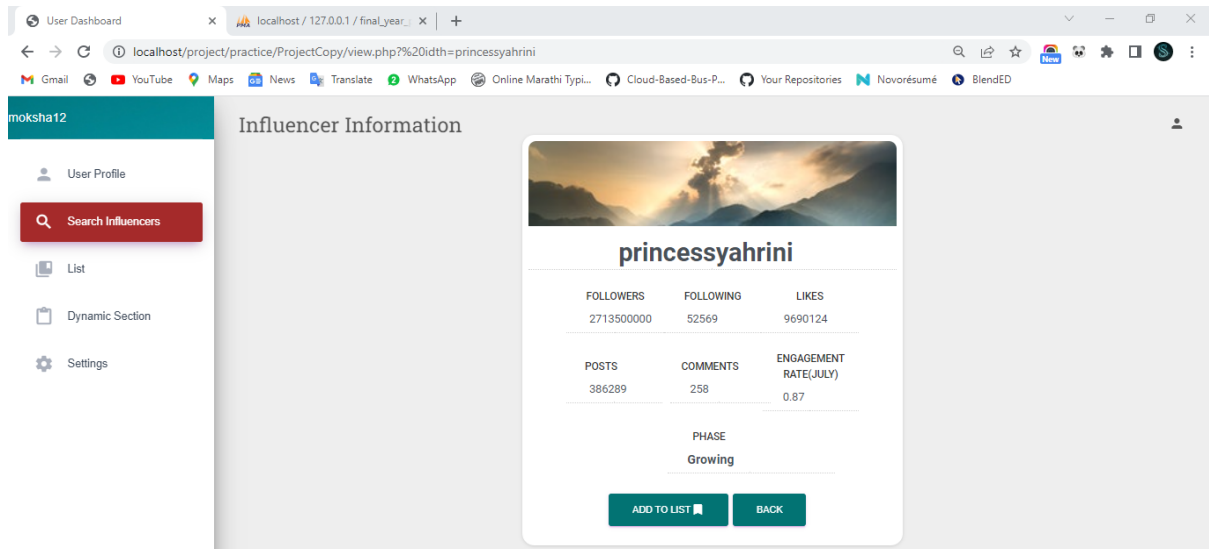 User Dashboard
localhost / 127.0.0.1 / final_year_
localhost/project/practice/ProjectCopy/view.php?%20idth=princessyahrini
New
S
Gmail YouTube Maps News Translate WhatsApp Online Marathi Typi... Cloud-Based-Bus-P... Your Repositories Novorésumé BlendED
moksha12
Influencer Information
User Profile
Search Influencers
List
Dynamic Section
Settings
princessyahrini
FOLLOWERS FOLLOWING LIKES
2713500000 52569 9690124
POSTS COMMENTS ENGAGEMENT
RATE(JULY)
386289 258 0.87
PHASE
Growing
ADD TO LIST BACK